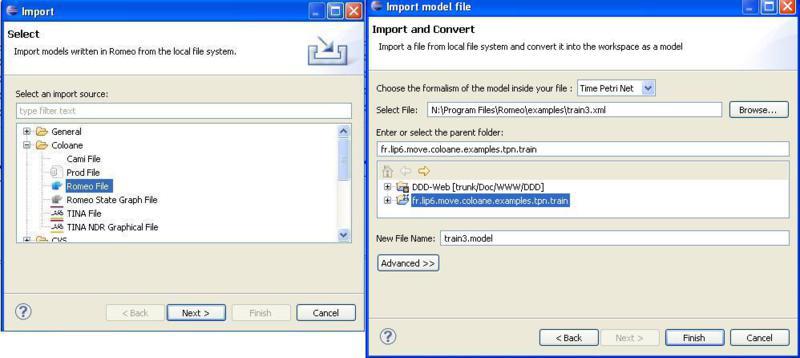 Import
Select
Import models written in Romeo from the local file system.
Select an import source:
type filter text
General
Coloane
Cami File
Prod File
Romeo File
Romeo State Graph File
TINA File
TINA NDR Graphical File
CVS
?
< Back
Next >
Finish
Cancel
Import model file
Import and Convert
Import a file from local file system and convert it into the workspace as a model
Choose the formalism of the model inside your file : Time Petri Net
Select File: N:\Program Files\Romeo\examples\train3.xml Browse...
Enter or select the parent folder:
fr.lip6.move.coloane.examples.tpn.train
DDD-Web [trunk/Doc/WWW/DDD]
fr.lip6.move.coloane.examples.tpn.train
New File Name: train3.model
Advanced >>
?
< Back
Next >
Finish
Cancel